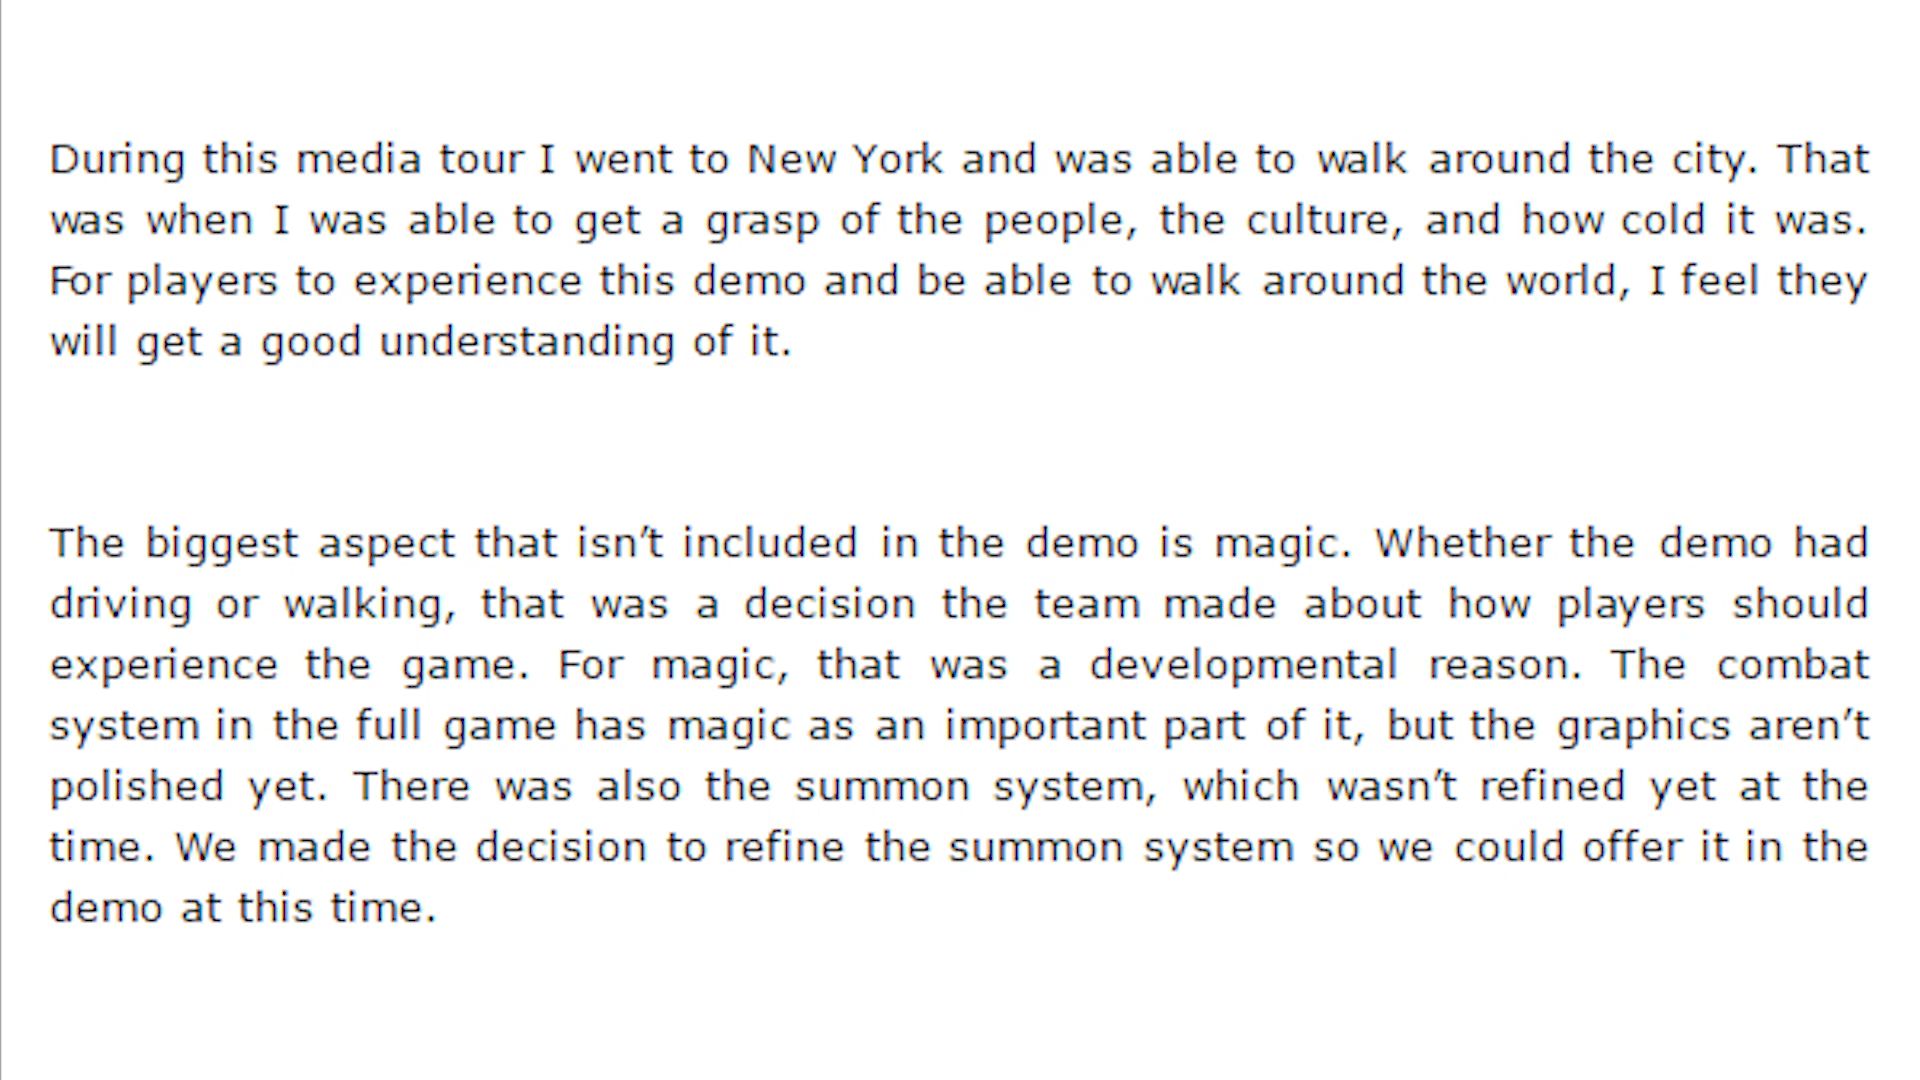 During this media tour I went to New York and was able to walk around the city. That
was when I was able to get a grasp of the people, the culture, and how cold it was.
For players to experience this demo and be able to walk around the world, I feel they
will get a good understanding of it.
The biggest aspect that isn’t included in the demo is magic. Whether the demo had
driving or walking, that was a decision the team made about how players should
experience the game. For magic, that was a developmental reason. The combat
system in the full game has magic as an important part of it, but the graphics aren’t
polished yet. There was also the summon system, which wasn’t refined yet at the
time. We made the decision to refine the summon system so we could offer it in the
demo at this time.